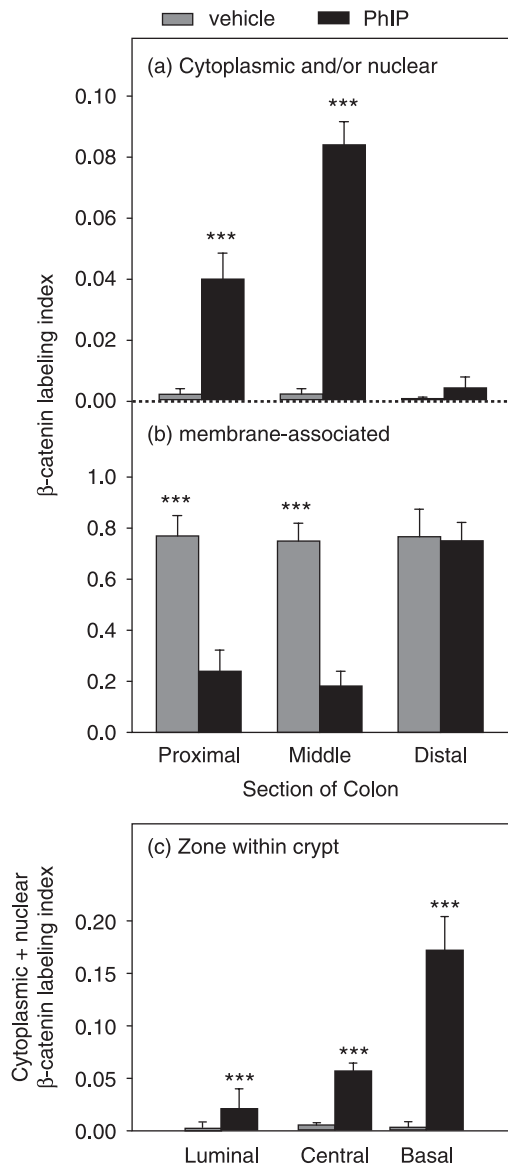 vehicle PhIP
(a) Cytoplasmic and/or nuclear
0.10
***
0.08
***
0.06
0.04
0.02
0.00
β-catenin labeling index
(b) membrane-associated
1.0
*** ***
0.8
0.6
0.4
0.2
0.0
Proximal Middle Distal
Section of Colon
(c) Zone within crypt
***
0.20
0.15
0.10
***
0.05
***
0.00
Cytoplasmic + nuclear
β-catenin labeling index
Luminal Central Basal